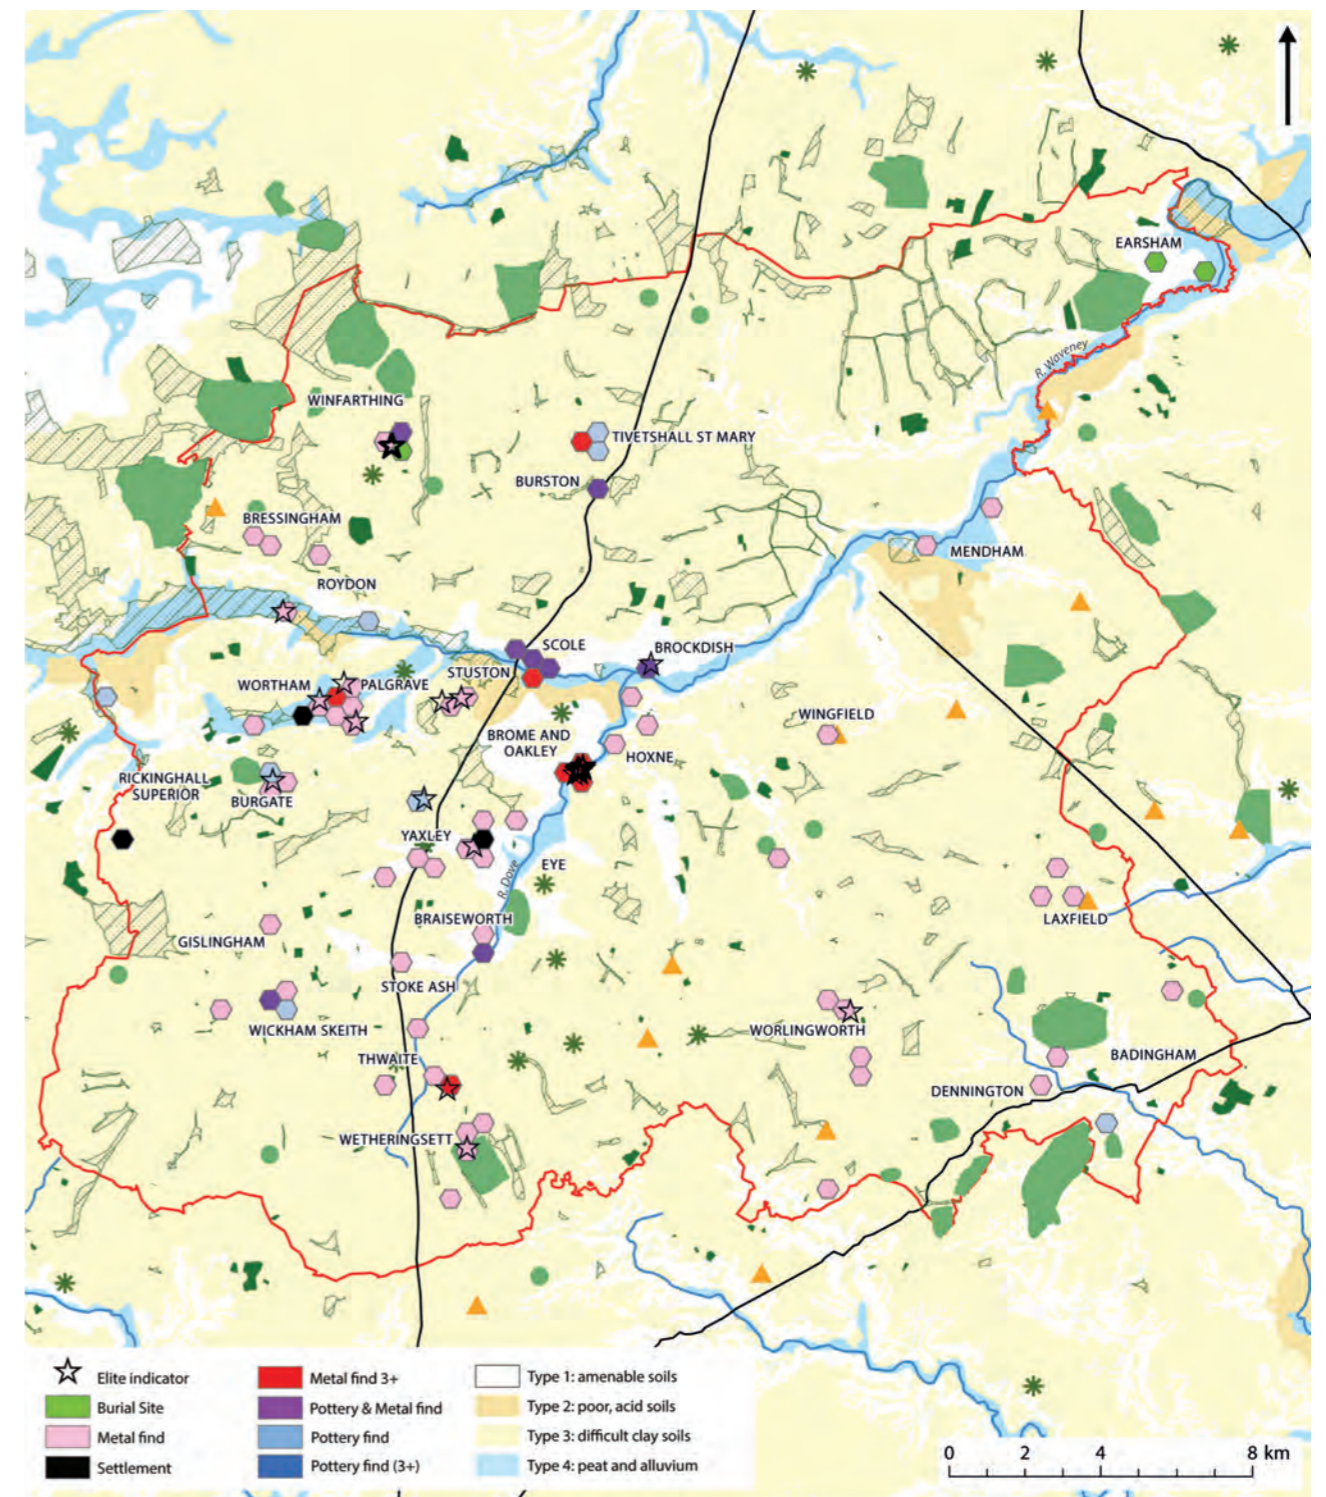 EARSHAM
R. Waveney
WINFARTHING
TIVETSHALL ST MARY
BURSTON
BRESSINGHAM
MENDHAM
ROYDON
SCOLE
BROCKDISH
STUSTON
WORTHAM
PALGRAVE
WINGFIELD
BROME AND
OAKLEY
HOXNE
RICKINGHALL
SUPERIOR
BURGATE
YAXLEY
EYE
R. Dove
BRAISEWORTH
LAXFIELD
GISLINGHAM
STOKE ASH
WICKHAM SKEITH
WORLINGWORTH
THWAITE
BADINGHAM
DENNINGTON
WETHERINGSETT
Elite indicator
Burial Site
Metal find
Settlement
Metal find 3+
Pottery & Metal find
Pottery find
Pottery find (3+)
Type 1: amenable soils
Type 2: poor, acid soils
Type 3: difficult clay soils
Type 4: peat and alluvium
0 2 4 8 km